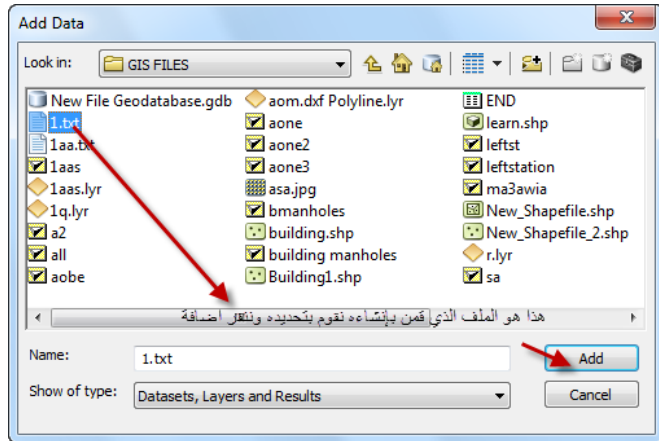 Add Data
Look in: GIS FILES
New File Geodatabase.gdb aom.dxf Polyline.lyr END
1.txt aone learn.shp
1aa.txt aone2 leftst
1aas aone3 leftstation
1aas.lyr asa.jpg ma3awia
1q.lyr bmanholes New_Shapefile.shp
a2 building.shp New_Shapefile_2.shp
all building manholes r.lyr
aobe Building1.shp sa
هذا هو الملف الذي قمن بإنشاءه نقوم بتحديده وننقر اضافة
Name: 1.txt Add
Show of type: Datasets, Layers and Results Cancel